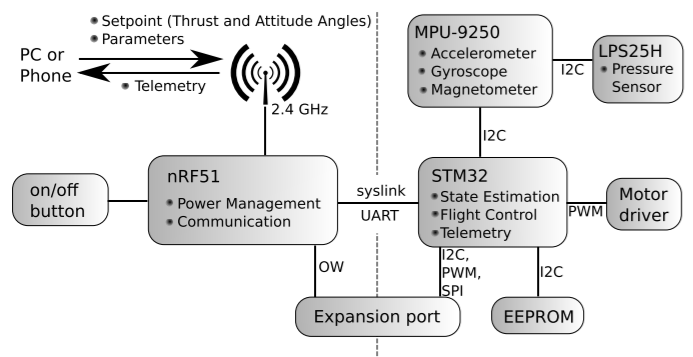 Setpoint (Thrust and Attitude Angles)
Parameters
PC or
Phone
Telemetry
2.4 GHz
MPU-9250
Accelerometer
Gyroscope
Magnetometer
I2C
LPS25H
Pressure
Sensor
I2C
on/off
button
nRF51
Power Management
Communication
syslink
UART
STM32
State Estimation
Flight Control
Telemetry
PWM
Motor
driver
OW
I2C,
PWM,
SPI
I2C
Expansion port
EEPROM